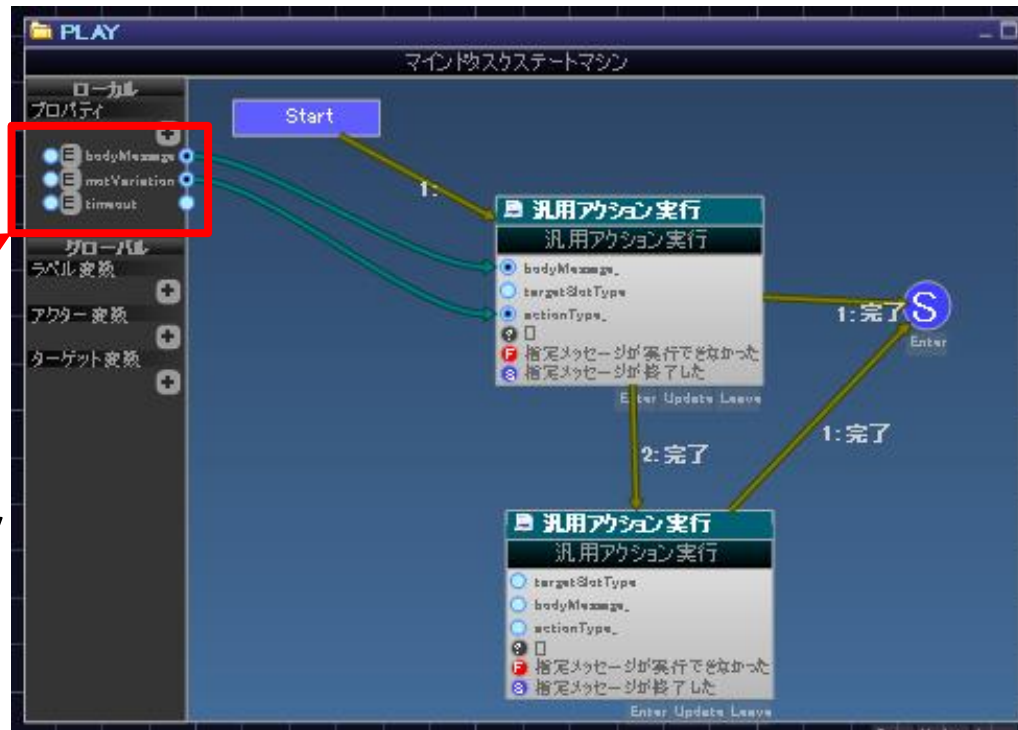 PLAY
マインドタスクステートマシン
ローカル
プロパティ
E bodyMessage
E motVariation
E timeout
グローバル
ラベル変数
アクター変数
ターゲット変数
Start
1:
汎用アクション実行
汎用アクション実行
bodyMessage_
targetSlotType
actionType_
? []
F 指定メッセージが実行できなかった
S 指定メッセージが終了した
Enter Update Leave
1:完了
S
Enter
2:完了
1:完了
汎用アクション実行
汎用アクション実行
targetSlotType
bodyMessage_
actionType_
? []
F 指定メッセージが実行できなかった
S 指定メッセージが終了した
Enter Update Leave